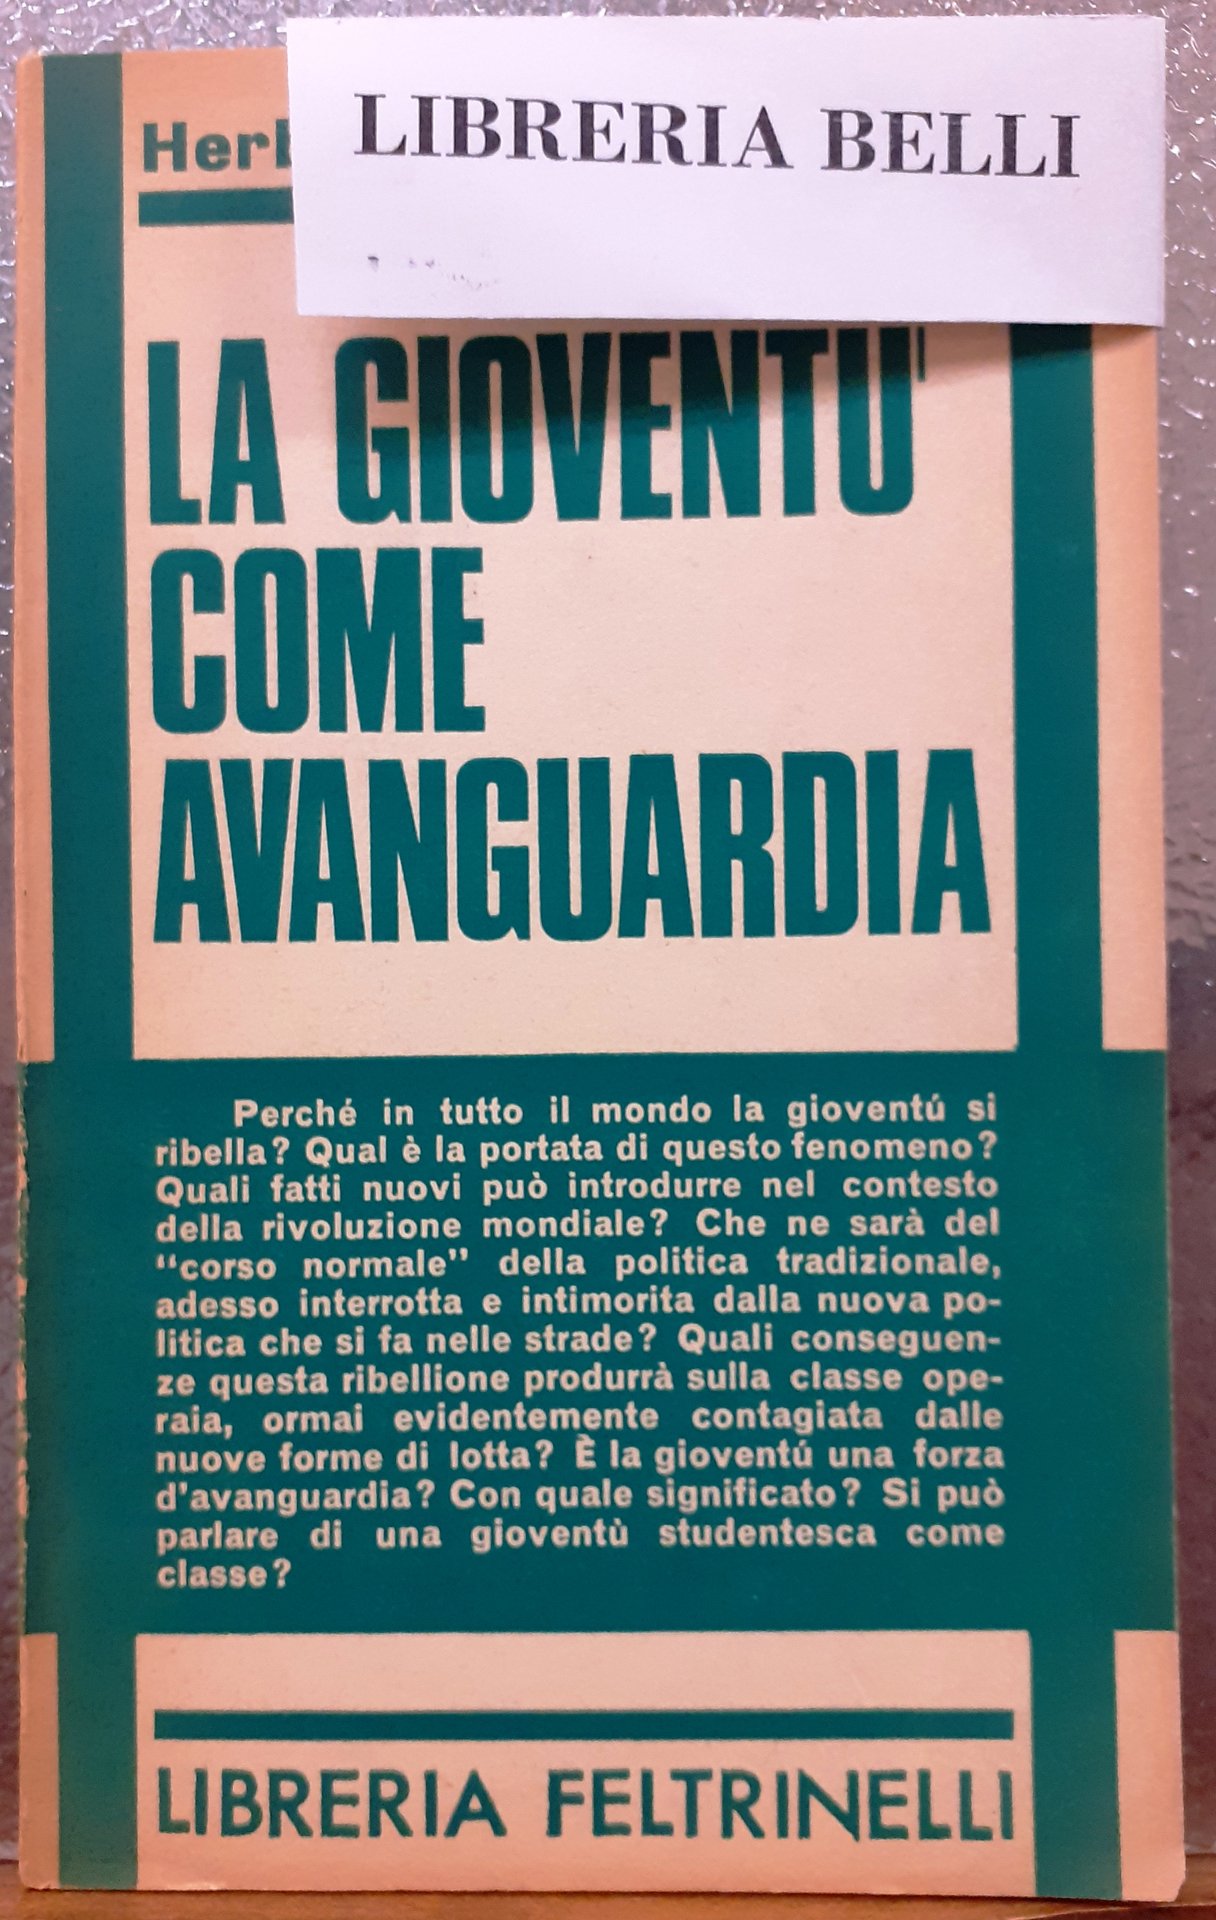 LIBRERIA BELLI
LA GIOVENTU'
COME
AVANGUARDIA
Perché in tutto il mondo la gioventú si
ribella? Qual è la portata di questo fenomeno?
Quali fatti nuovi può introdurre nel contesto
della rivoluzione mondiale? Che ne sarà del
“corso normale” della politica tradizionale,
adesso interrotta e intimorita dalla nuova po-
litica che si fa nelle strade? Quali conseguen-
ze questa ribellione produrrà sulla classe ope-
raia, ormai evidentemente contagiata dalle
nuove forme di lotta? È la gioventú una forza
d'avanguardia? Con quale significato? Si può
parlare di una gioventù studentesca come
classe?
LIBRERIA FELTRINELLI